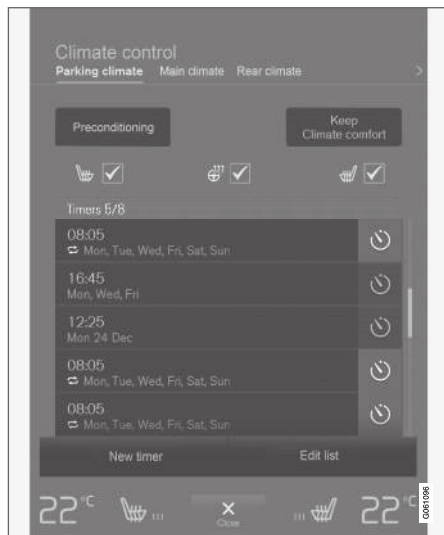 Climate control
Parking climate Main climate Rear climate
Preconditioning
Keep
Climate comfort
Timers 5/8
08:05
Mon, Tue, Wed, Fri, Sat, Sun
16:45
Mon, Wed, Fri
12:25
Mon 24 Dec
08:05
Mon, Tue, Wed, Fri, Sat, Sun
08:05
Mon, Tue, Wed, Fri, Sat, Sun
New timer Edit list
22°C 22°C
Close
G061096